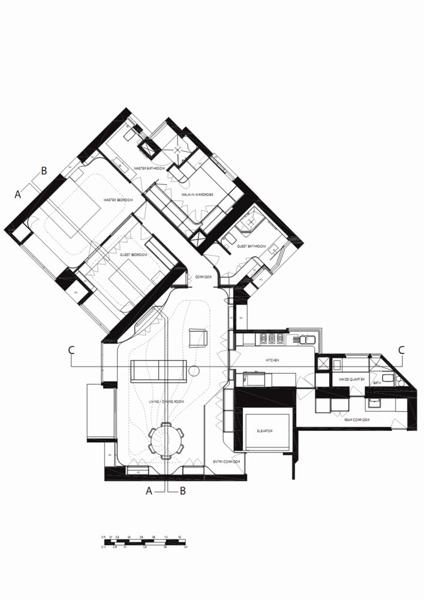 B
A
MASTER BATHROOM
WALK-IN WARDROBE
MASTER BEDROOM
GUEST BATHROOM
GUEST BEDROOM
CORRIDOR
C
C
KITCHEN
MAIDS QUARTER
BATH
LIVING / DINING ROOM
REAR CORRIDOR
ELEVATOR
ENTRY CORRIDOR
A
B